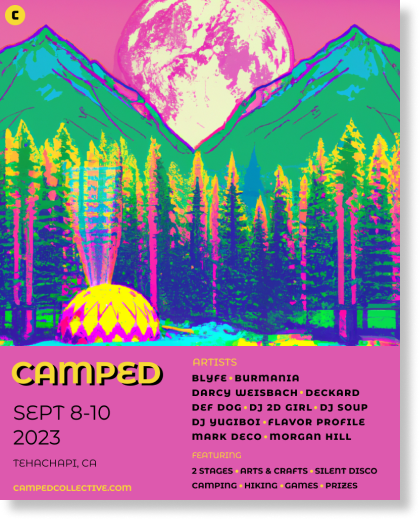 C
CAMPED
SEPT 8-10
2023
TEHACHAPI, CA
CAMPEDCOLLECTIVE.COM
ARTISTS
BLYFE • BURMANIA
DARCY WEISBACH • DECKARD
DEF DOG • DJ 2D GIRL • DJ SOUP
DJ YUGIBOI • FLAVOR PROFILE
MARK DECO • MORGAN HILL
FEATURING
2 STAGES • ARTS & CRAFTS • SILENT DISCO
CAMPING • HIKING • GAMES • PRIZES